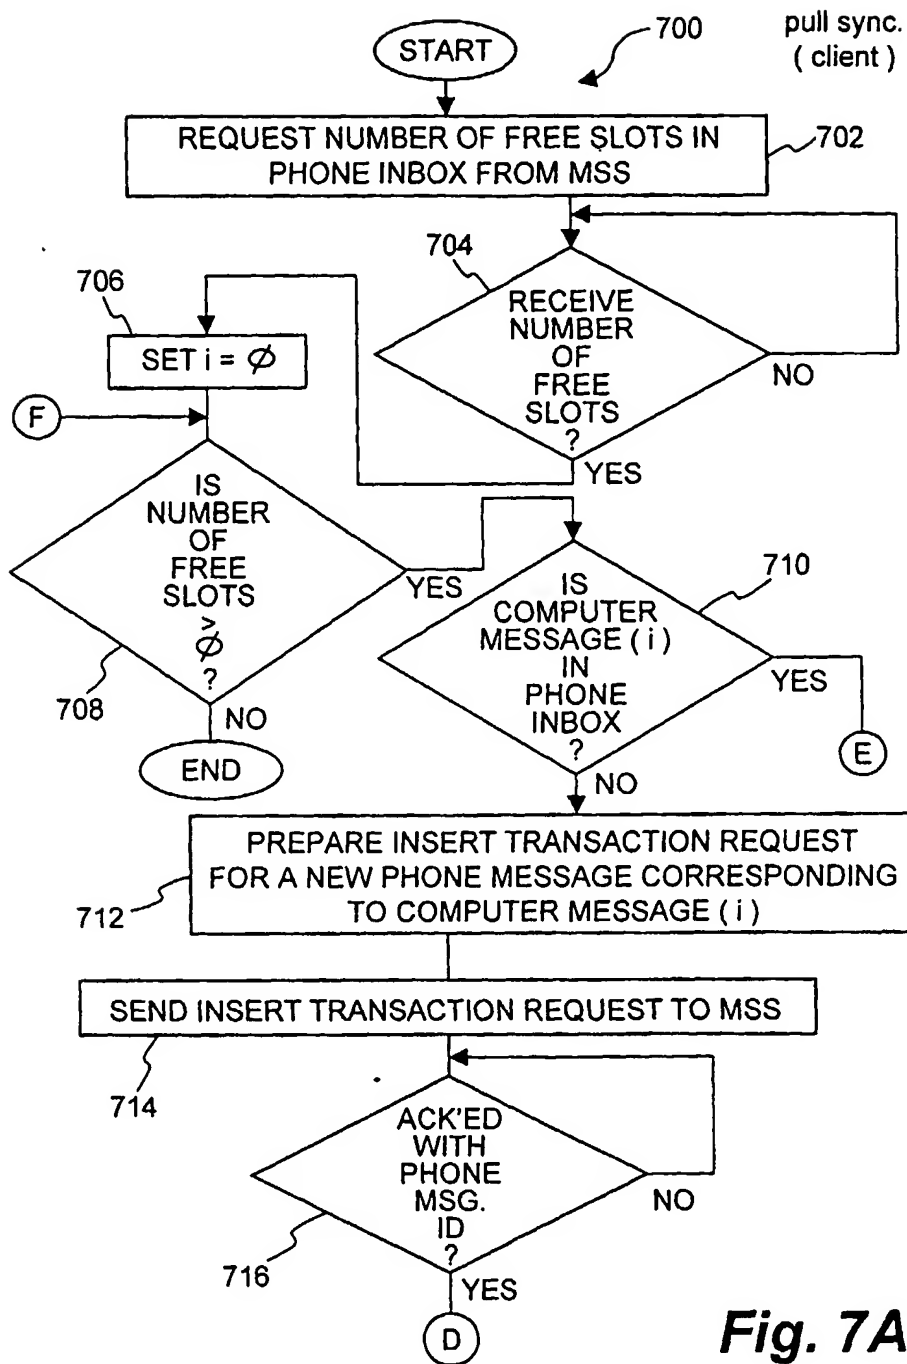 START
700
pull sync.
( client )
REQUEST NUMBER OF FREE SLOTS IN
PHONE INBOX FROM MSS
702
704
RECEIVE
NUMBER
OF
FREE
SLOTS
?
NO
YES
706
SET i = ∅
F
IS
NUMBER
OF
FREE
SLOTS
>
∅
?
YES
708
NO
END
710
IS
COMPUTER
MESSAGE ( i )
IN
PHONE
INBOX
?
YES
E
NO
PREPARE INSERT TRANSACTION REQUEST
FOR A NEW PHONE MESSAGE CORRESPONDING
TO COMPUTER MESSAGE ( i )
712
SEND INSERT TRANSACTION REQUEST TO MSS
714
ACK'ED
WITH
PHONE
MSG.
ID
?
NO
716
YES
D
Fig. 7A